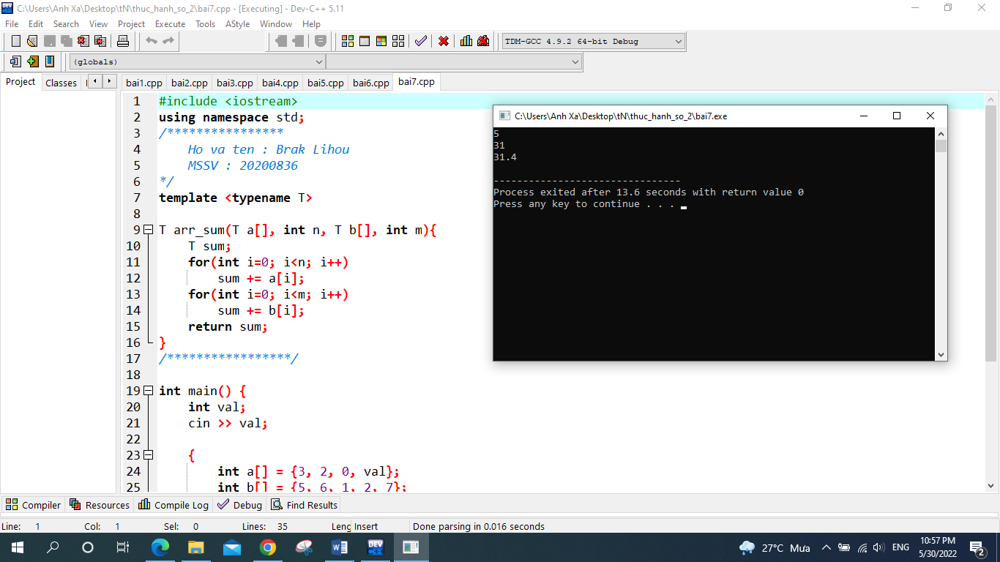 C:\Users\Anh Xa\Desktop\tN\thuc_hanh_so_2\bai7.cpp - [Executing] - Dev-C++ 5.11
File Edit Search View Project Execute Tools AStyle Window Help
TDM-GCC 4.9.2 64-bit Debug
(globals)
Project Classes
bai1.cpp bai2.cpp bai3.cpp bai4.cpp bai5.cpp bai6.cpp bai7.cpp
1 #include <iostream>
2 using namespace std;
3 /****************
4 Ho va ten : Brak Lihou
5 MSSV : 20200836
6 */
7 template <typename T>
8
9 T arr_sum(T a[], int n, T b[], int m){
10 T sum;
11 for(int i=0; i<n; i++)
12 sum += a[i];
13 for(int i=0; i<m; i++)
14 sum += b[i];
15 return sum;
16 }
17 /*****************/
18
19 int main() {
20 int val;
21 cin >> val;
22
23 {
24 int a[] = {3, 2, 0, val};
25 int b[] = {5, 6, 1, 2, 7};
C:\Users\Anh Xa\Desktop\tN\thuc_hanh_so_2\bai7.exe
5
31
31.4
--------------------------------
Process exited after 13.6 seconds with return value 0
Press any key to continue . . .
Compiler Resources Compile Log Debug Find Results
Line: 1 Col: 1 Sel: 0 Lines: 35 Leng Insert Done parsing in 0.016 seconds
DEV
27°C Mưa ENG
10:57 PM
5/30/2022
2